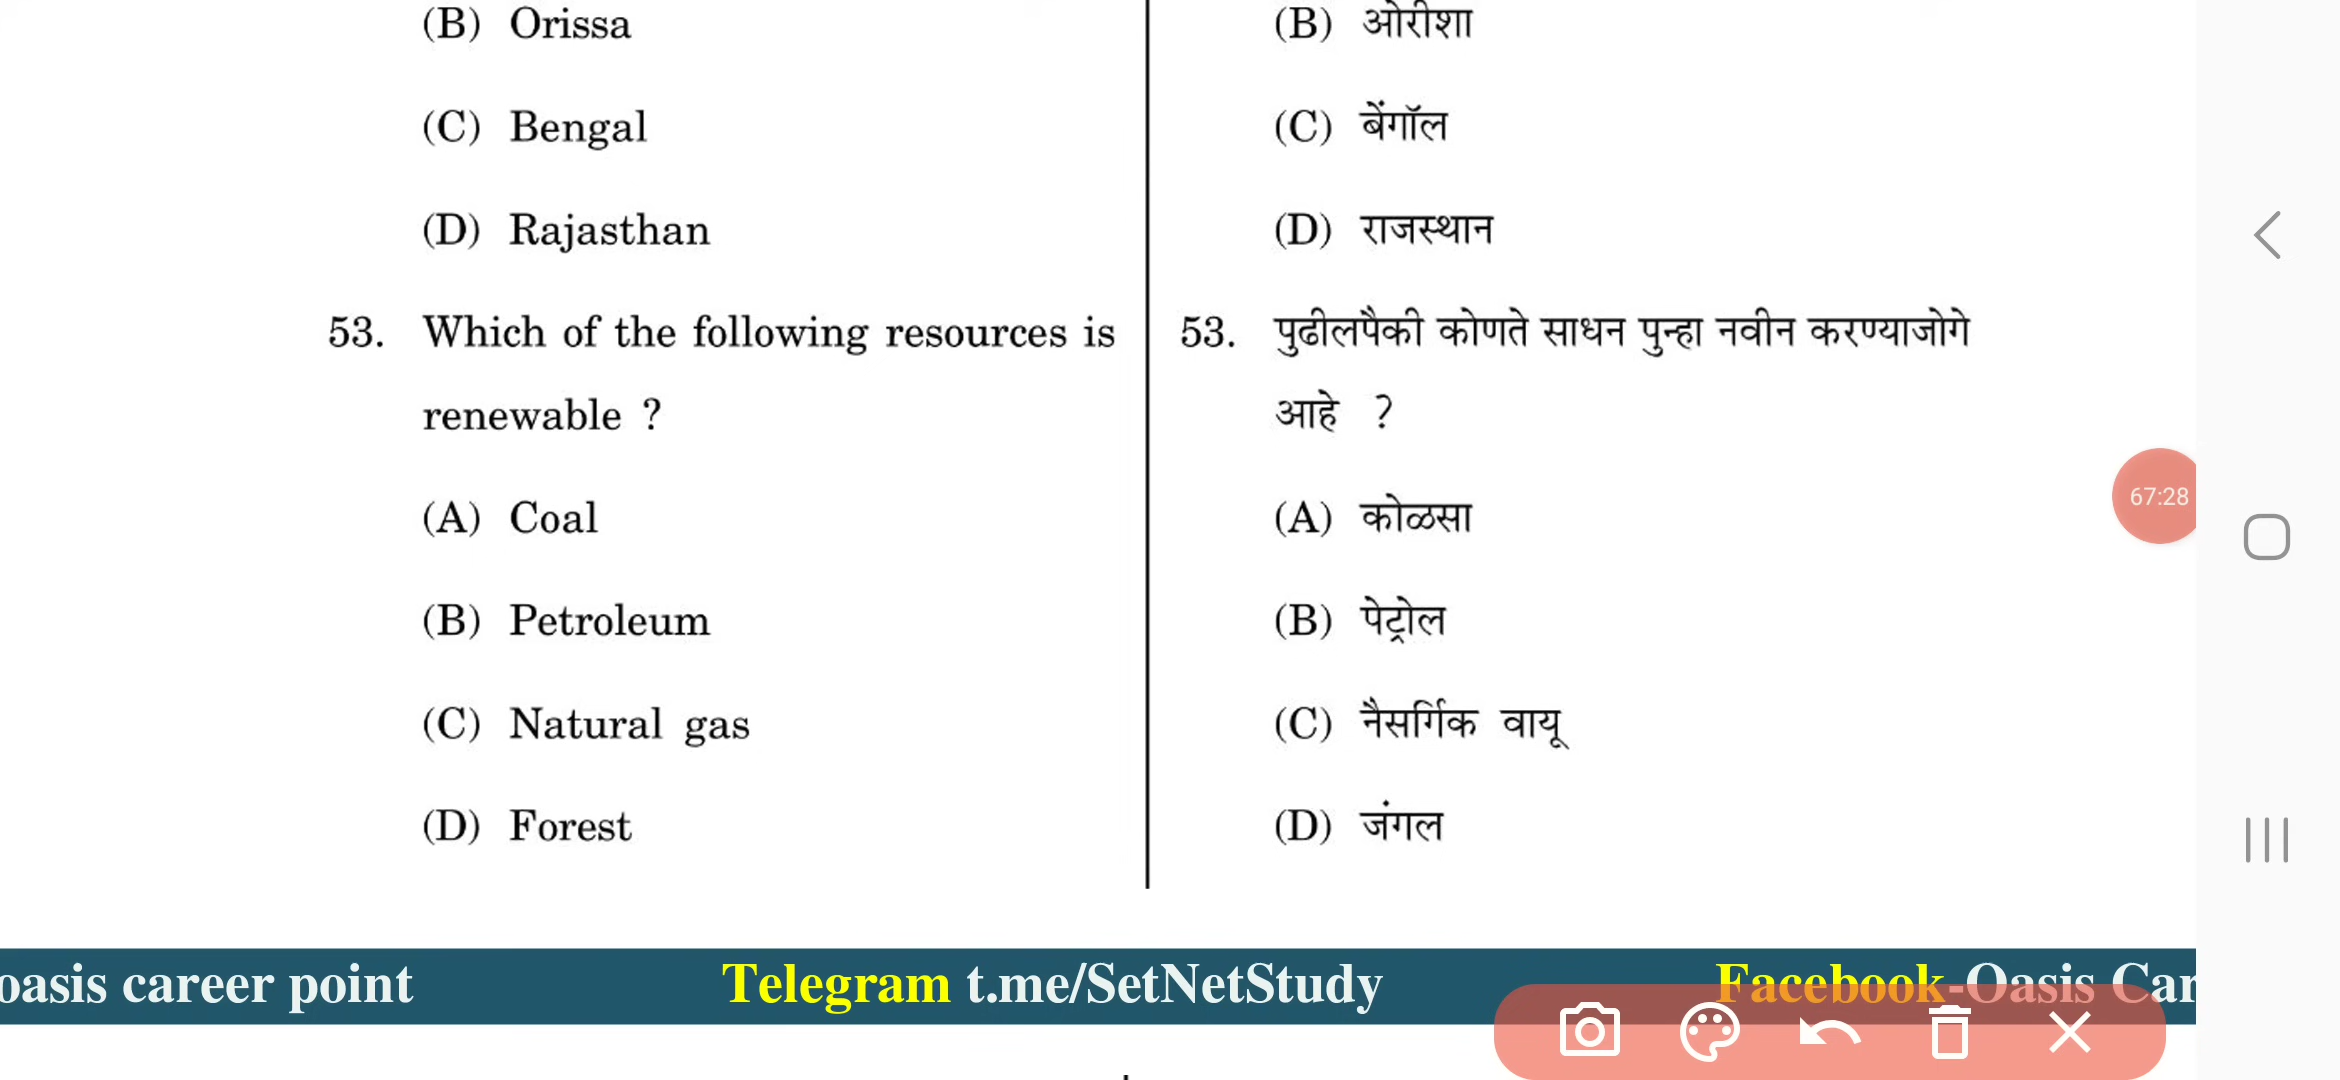 (B) Orissa
(C) Bengal
(D) Rajasthan
53. Which of the following resources is
renewable ?
(A) Coal
(B) Petroleum
(C) Natural gas
(D) Forest
(B) ओरीशा
(C) बेंगॉल
(D) राजस्थान
53. पुढीलपैकी कोणते साधन पुन्हा नवीन करण्याजोगे
आहे ?
(A) कोळसा
(B) पेट्रोल
(C) नैसर्गिक वायू
(D) जंगल
67:28
oasis career point Telegram t.me/SetNetStudy Facebook-Oasis Car